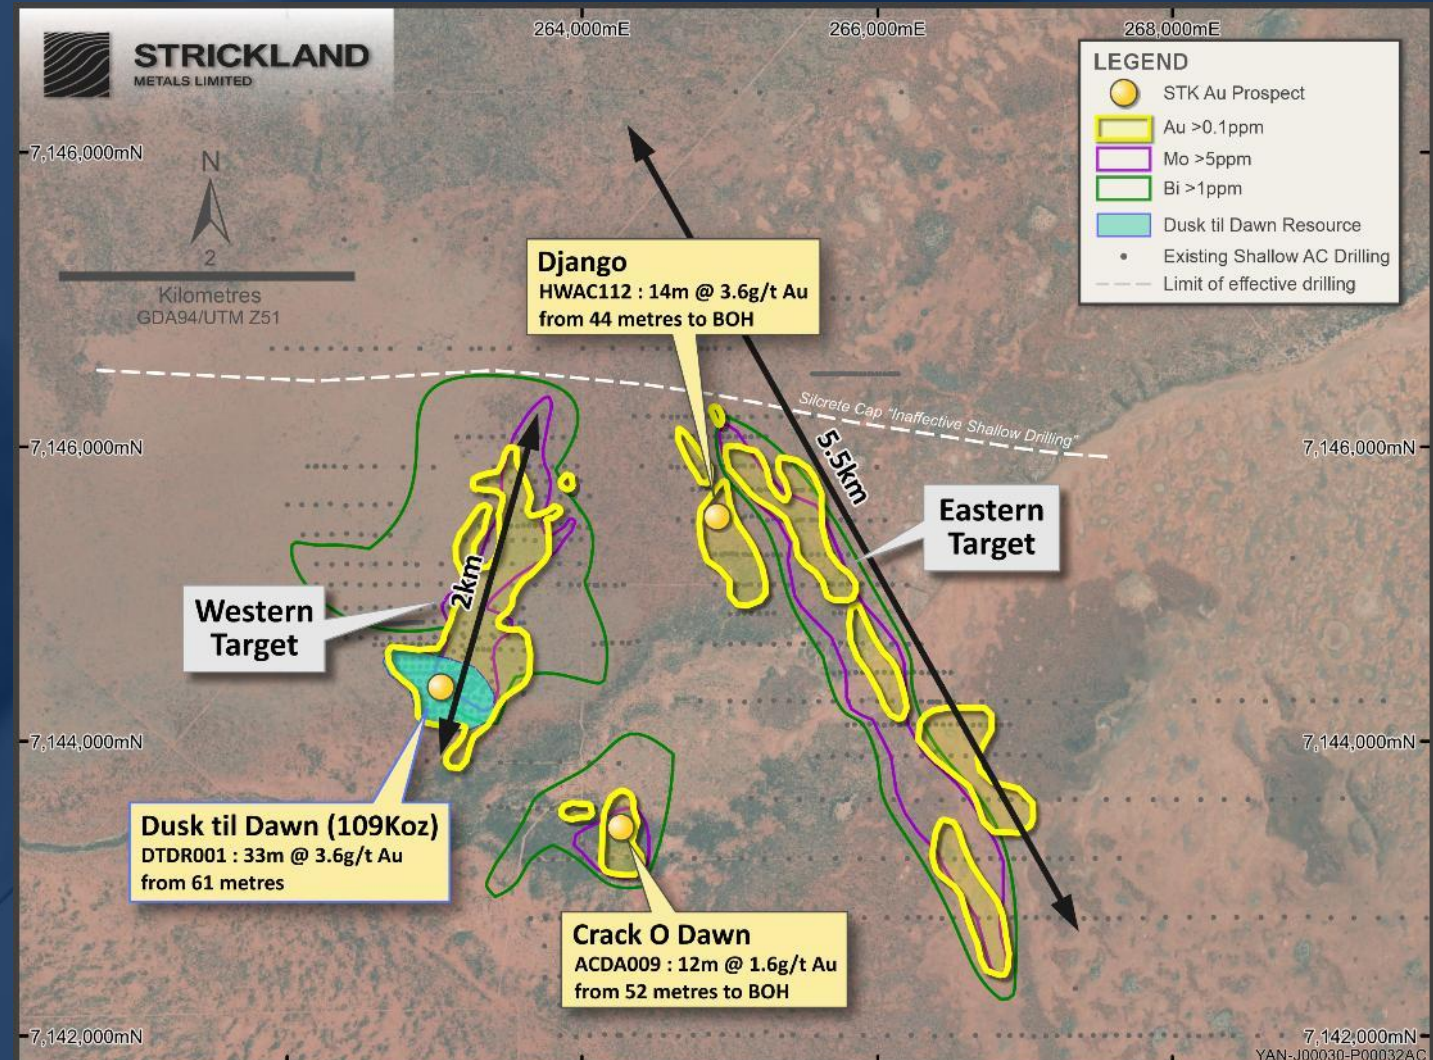 STRICKLAND
METALS LIMITED
264,000mE
266,000mE
268,000mE
LEGEND
STK Au Prospect
Au >0.1ppm
Mo >5ppm
Bi >1ppm
Dusk til Dawn Resource
Existing Shallow AC Drilling
Limit of effective drilling
7,146,000mN
N
2
Kilometres
GDA94/UTM Z51
Django
HWAC112 : 14m @ 3.6g/t Au
from 44 metres to BOH
Silcrete Cap "Inaffective Shallow Drilling"
7,146,000mN
7,146,000mN
5.5km
Eastern
Target
2km
Western
Target
7,144,000mN
7,144,000mN
Dusk til Dawn (109Koz)
DTDR001 : 33m @ 3.6g/t Au
from 61 metres
Crack O Dawn
ACDA009 : 12m @ 1.6g/t Au
from 52 metres to BOH
7,142,000mN
7,142,000mN
YAN-J00030-P00032AC